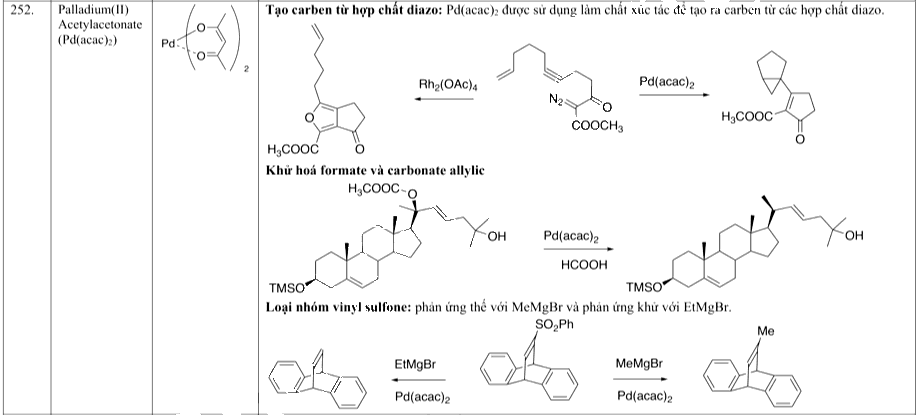 252.
Palladium(II)
Acetylacetonate
(Pd(acac)₂)
Pd
O
O
2
Tạo carben từ hợp chất diazo: Pd(acac)₂ được sử dụng làm chất xúc tác để tạo ra carben từ các hợp chất diazo.
Rh₂(OAc)₄
Pd(acac)₂
O
H₃COOC
O
N₂
O
COOCH₃
H₃COOC
O
Khử hoá formate và carbonate allylic
H₃COOC
O
OH
TMSO
Pd(acac)₂
HCOOH
OH
TMSO
Loại nhóm vinyl sulfone: phản ứng thế với MeMgBr và phản ứng khử với EtMgBr.
SO₂Ph
Me
EtMgBr
Pd(acac)₂
MeMgBr
Pd(acac)₂